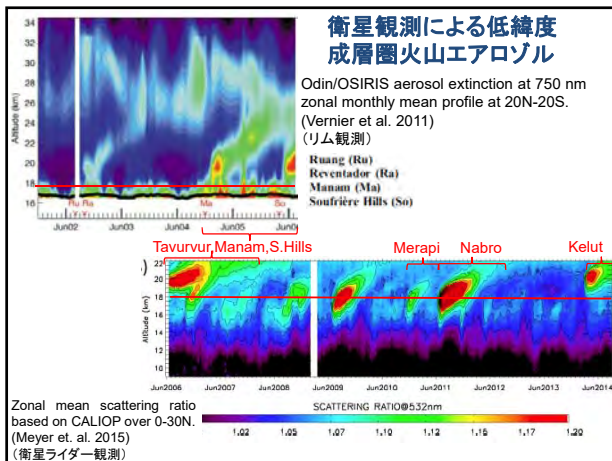 衛星観測による低緯度
成層圏火山エアロゾル
Odin/OSIRIS aerosol extinction at 750 nm
zonal monthly mean profile at 20N-20S.
(Vernier et al. 2011)
(リム観測)
Ruang (Ru)
Reventador (Ra)
Manam (Ma)
Soufrière Hills (So)
Altitude (km)
34
32
30
28
26
24
22
20
18
16
Ru Ra Ma So
Jun02 Jun03 Jun04 Jun05 Jun06
Tavurvur,Manam,S.Hills Merapi Nabro Kelut
)
Altitude (km)
22
20
18
16
14
12
10
Jun2006 Jun2007 Jun2008 Jun2009 Jun2010 Jun2011 Jun2012 Jun2013 Jun2014
Zonal mean scattering ratio
based on CALIOP over 0-30N.
(Meyer et. al. 2015)
(衛星ライダー観測)
SCATTERING RATIO@532nm
1.02 1.05 1.07 1.10 1.12 1.15 1.17 1.20